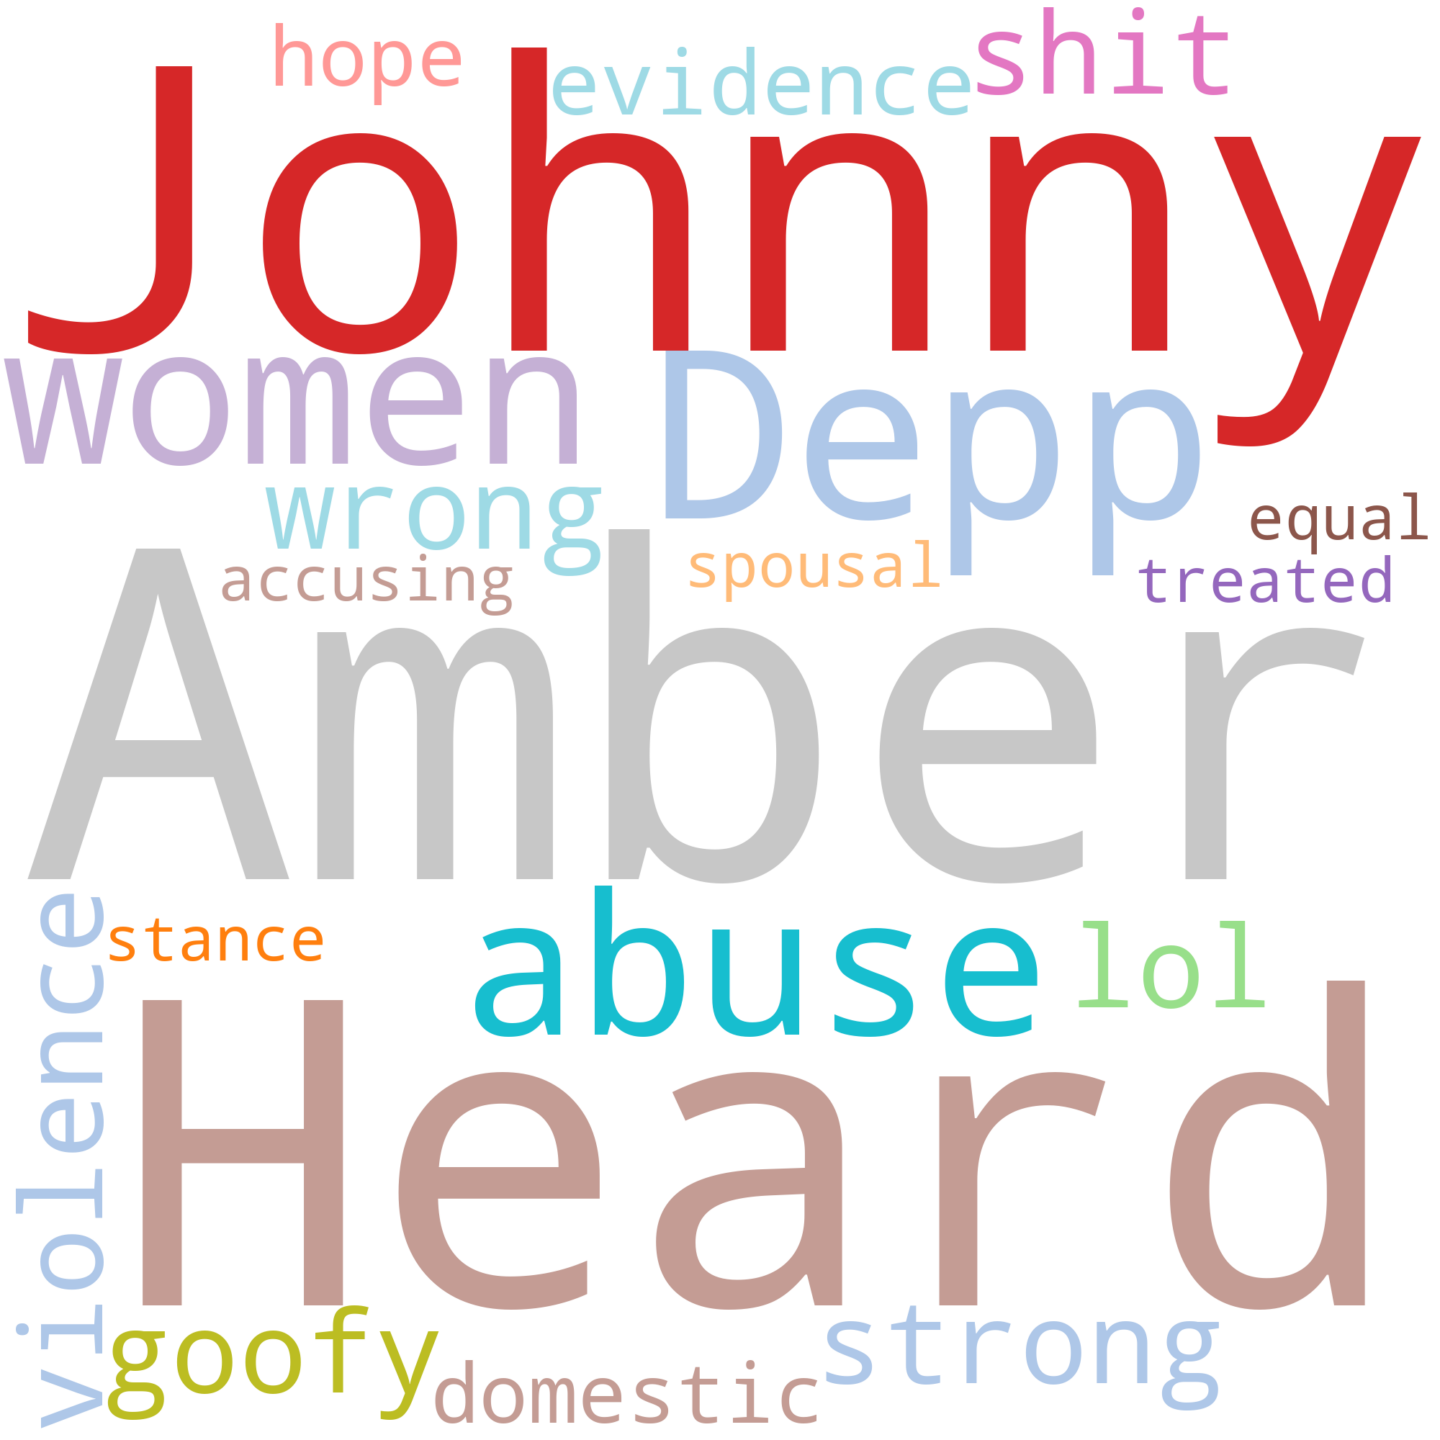 hope evidence shit
Johnny
women Depp
wrong equal
accusing spousal treated
Amber
violence
stance abuse lol
Heard
goofy domestic strong